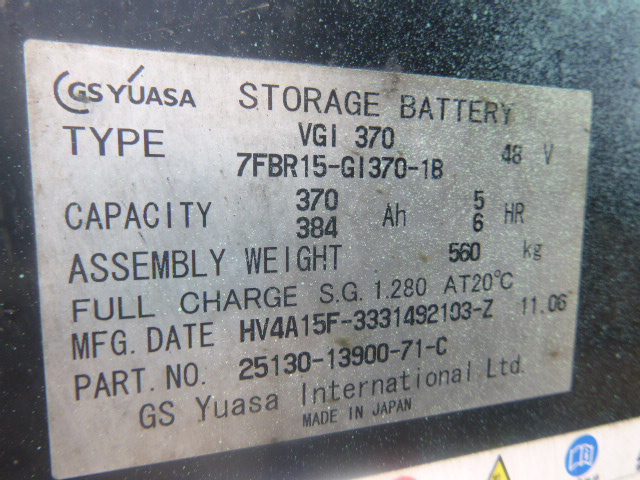 GS YUASA STORAGE BATTERY
TYPE VGI 370 48 V
7FBR15-GI370-1B
CAPACITY 370 Ah 5 HR
384 6
ASSEMBLY WEIGHT 560 kg
FULL CHARGE S.G. 1.280 AT20℃
MFG. DATE HV4A15F-3331492103-Z 11.06
PART. NO. 25130-13900-71-C
GS Yuasa International Ltd.
MADE IN JAPAN